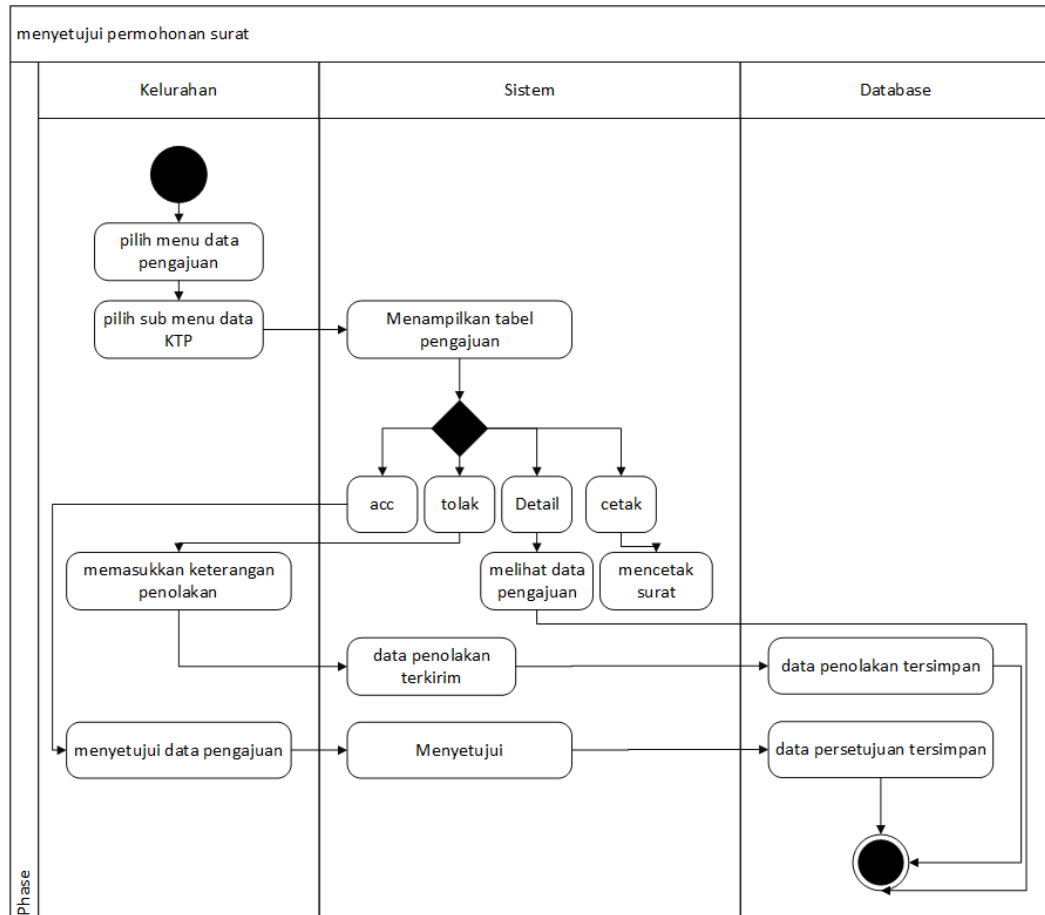 menyetujui permohonan surat
Kelurahan
Sistem
Database
pilih menu data
pengajuan
pilih sub menu data
KTP
Menampilkan tabel
pengajuan
acc
tolak
Detail
cetak
memasukkan keterangan
penolakan
melihat data
pengajuan
mencetak
surat
data penolakan
terkirim
data penolakan tersimpan
menyetujui data pengajuan
Menyetujui
data persetujuan tersimpan
Phase